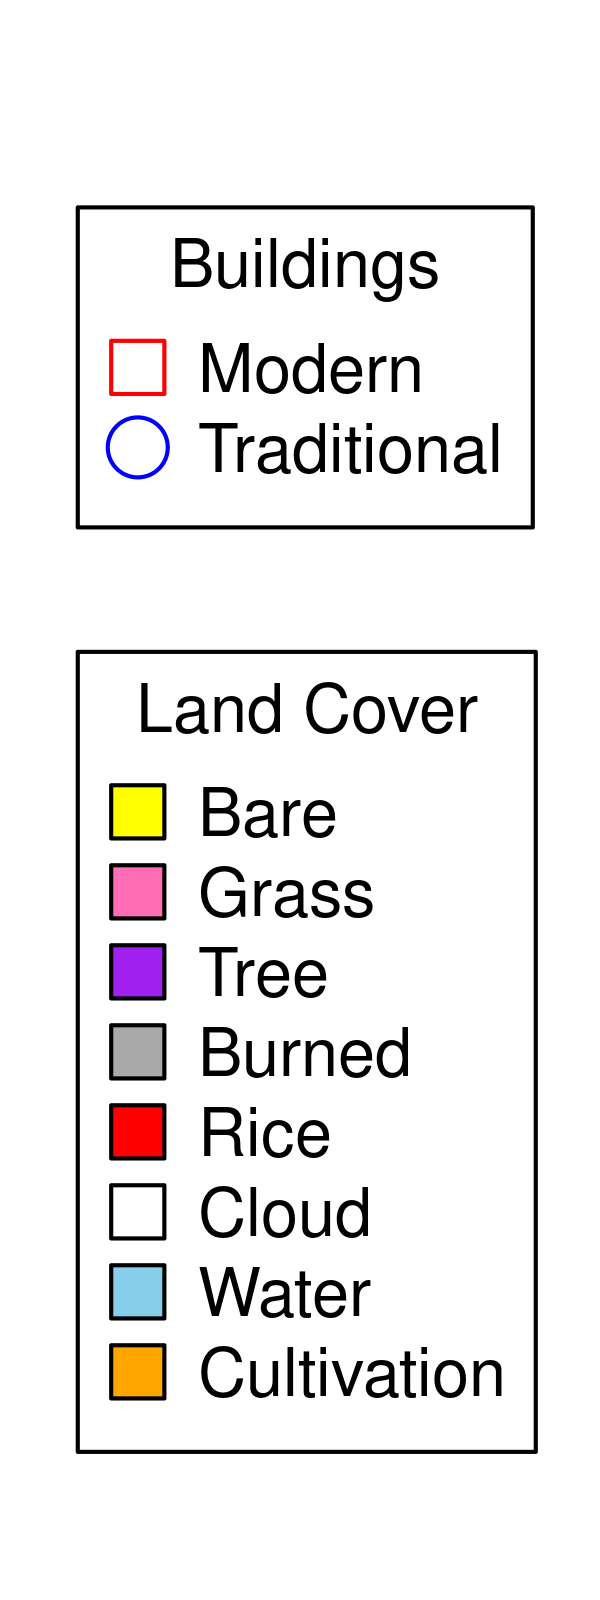 Buildings
Modern
Traditional
Land Cover
Bare
Grass
Tree
Burned
Rice
Cloud
Water
Cultivation